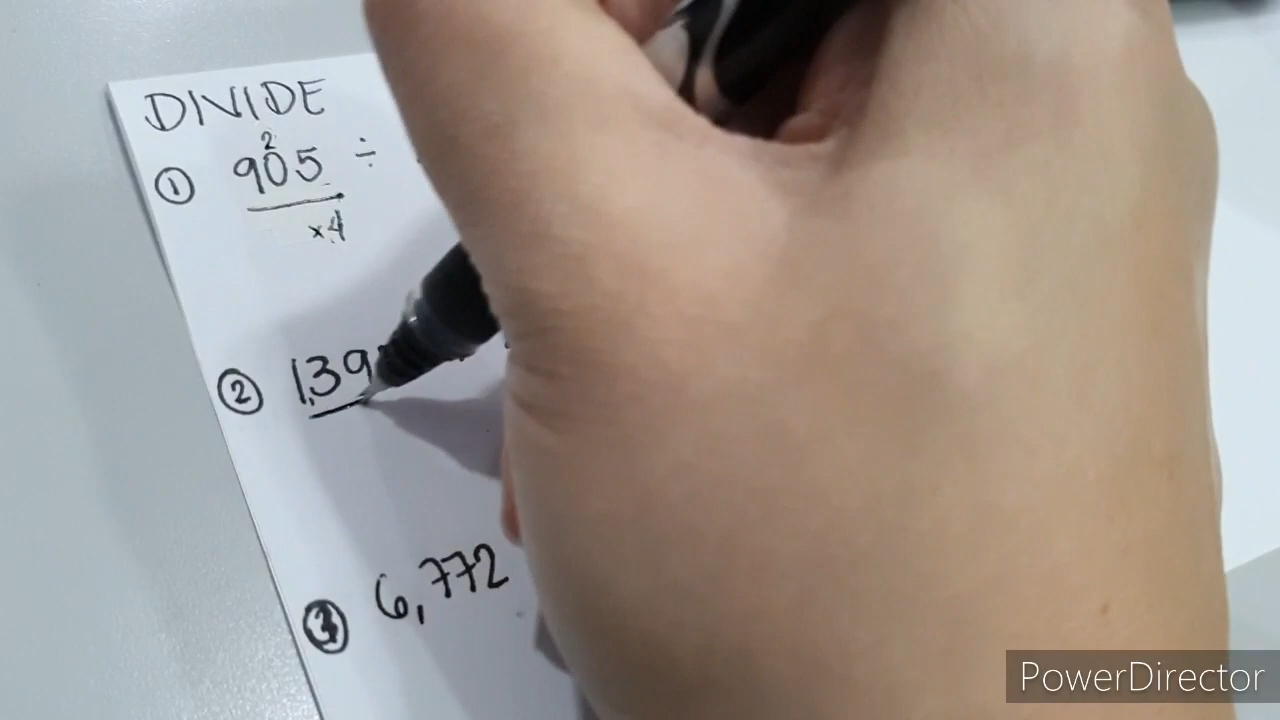 DIVIDE
2
① 905 ÷
×4
② 1,39
③ 6,772
PowerDirector